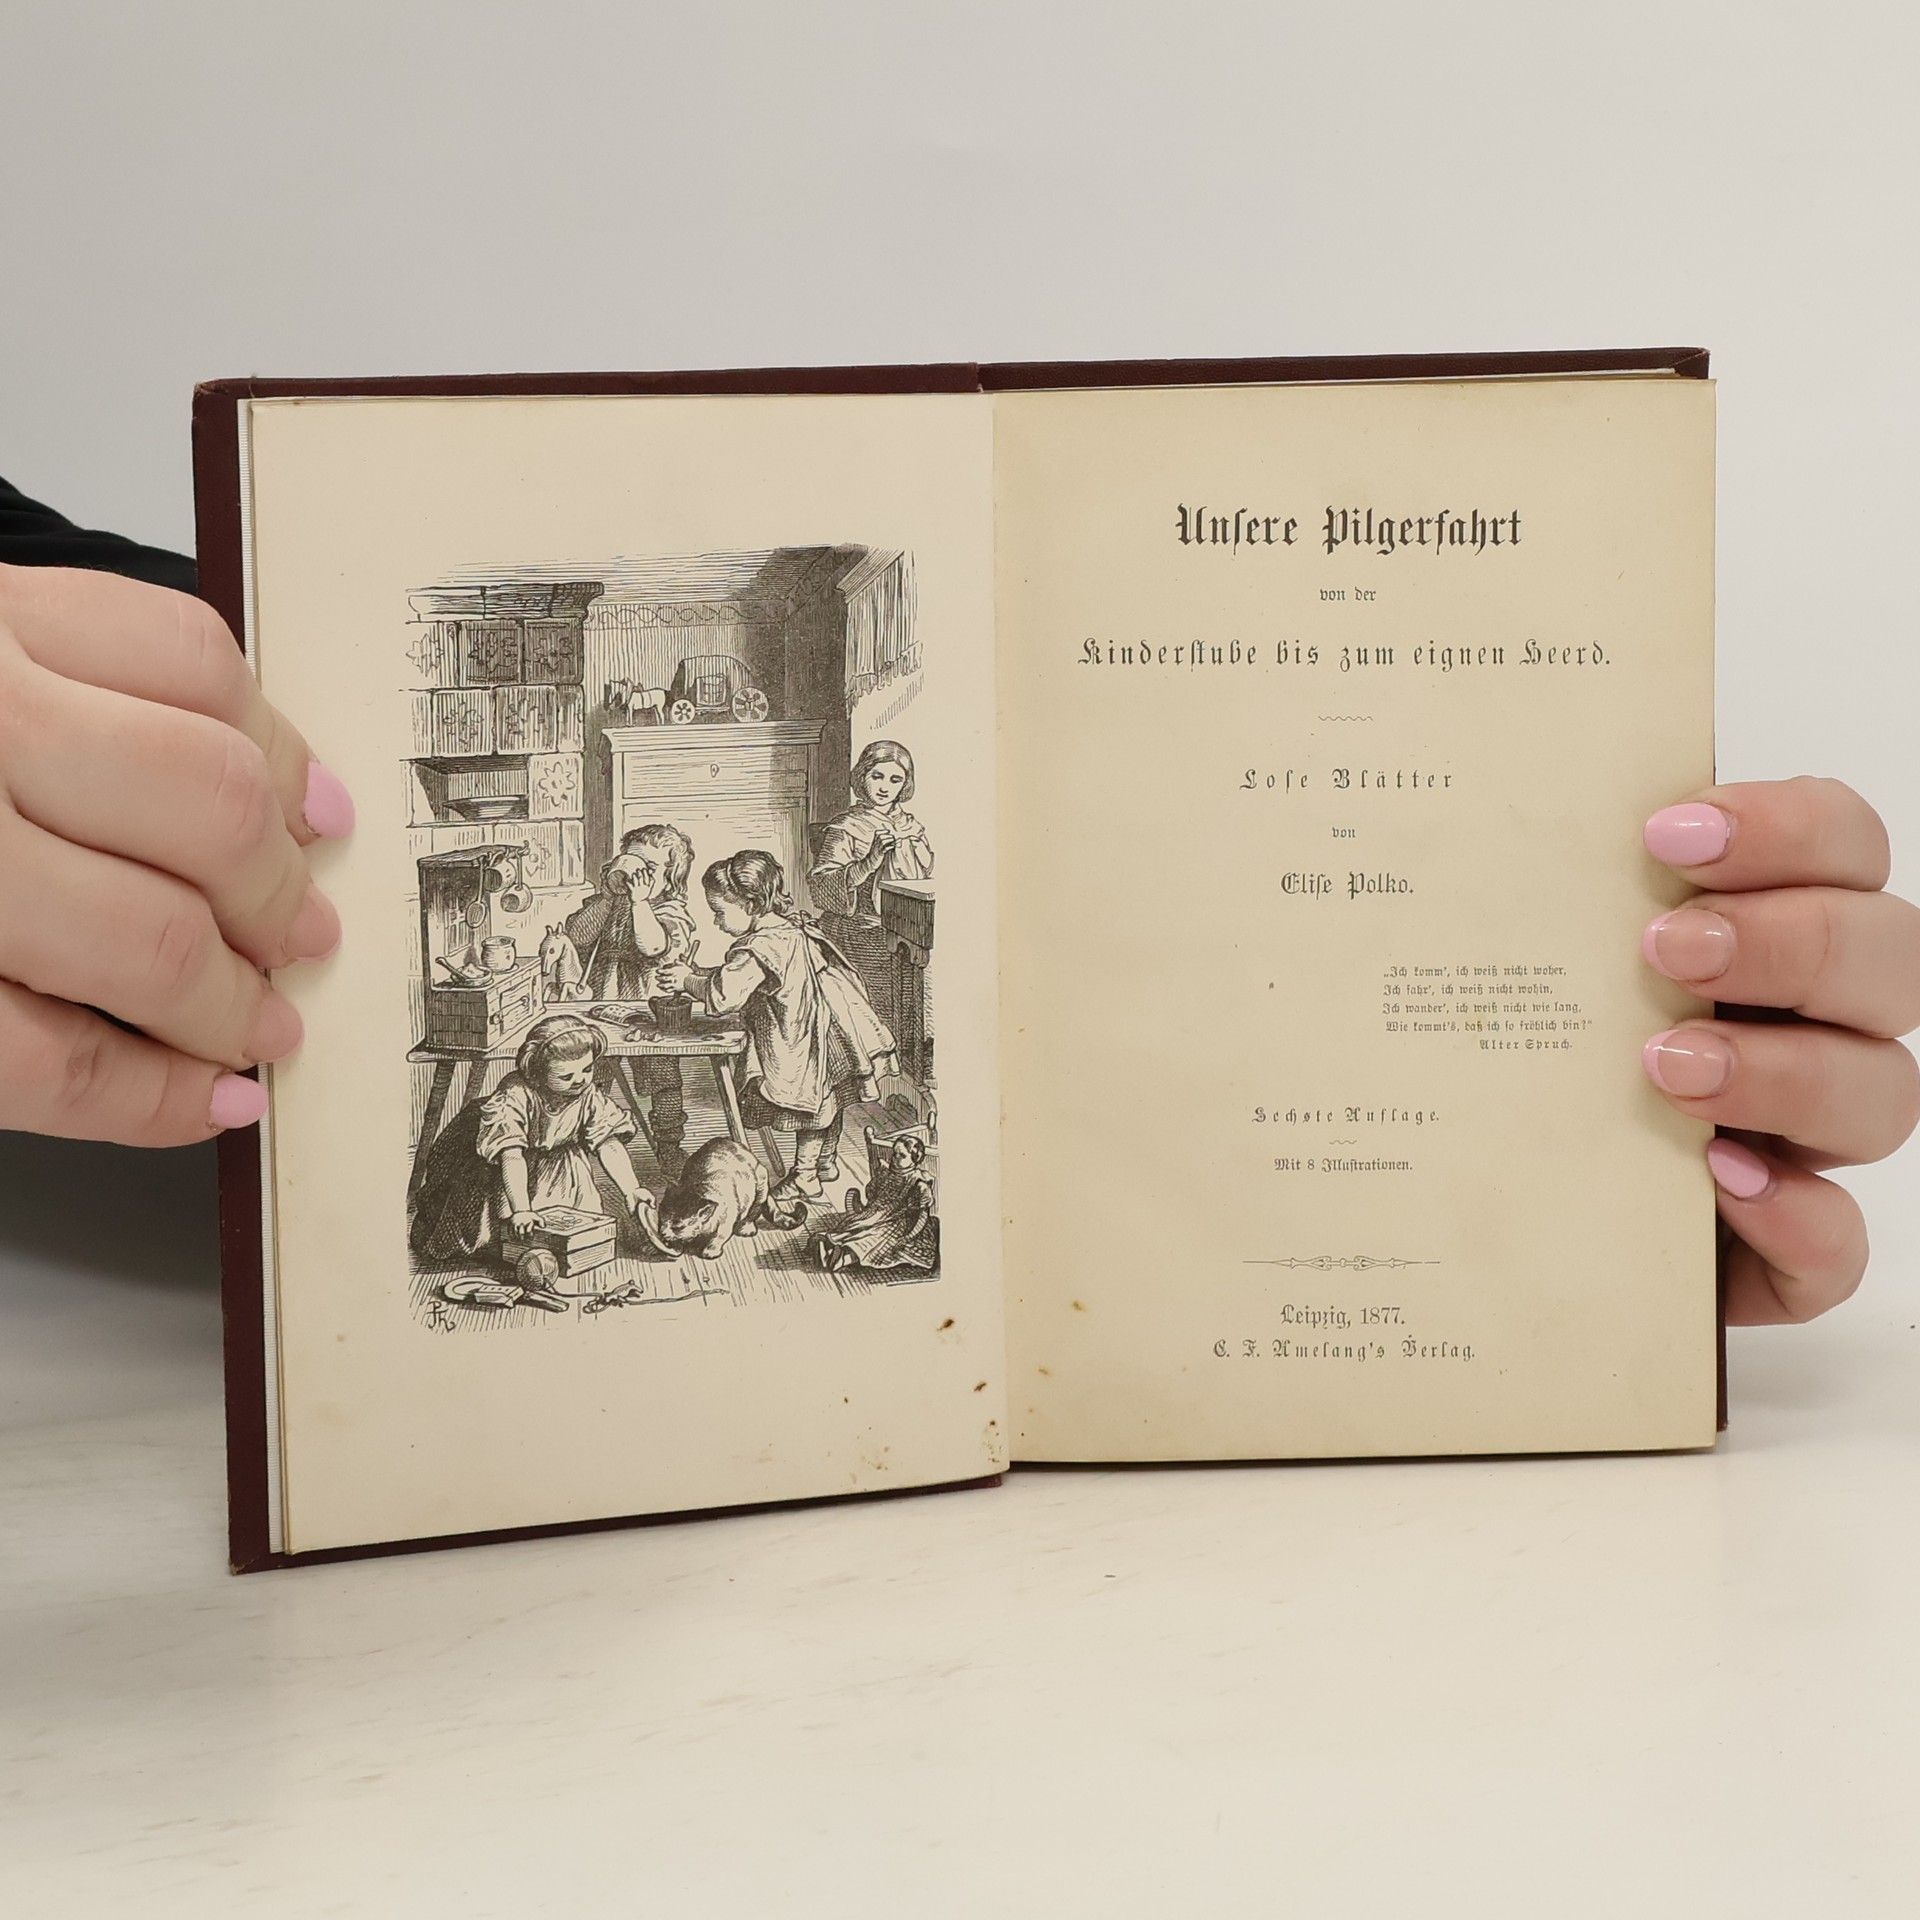 Unsere Pilgerfahrt
von der
Kinderstube bis zum eignen Heerd.
Lose Blätter
von
Elise Polko.
„Ich komm', ich weiß nicht woher,
Ich fahr', ich weiß nicht wohin,
Ich wander', ich weiß nicht wie lang,
Wie kommt's, daß ich so fröhlich bin?"
Alter Spruch.
Sechste Auflage.
Mit 8 Illustrationen.
Leipzig, 1877.
C. F. Amelang's Verlag.